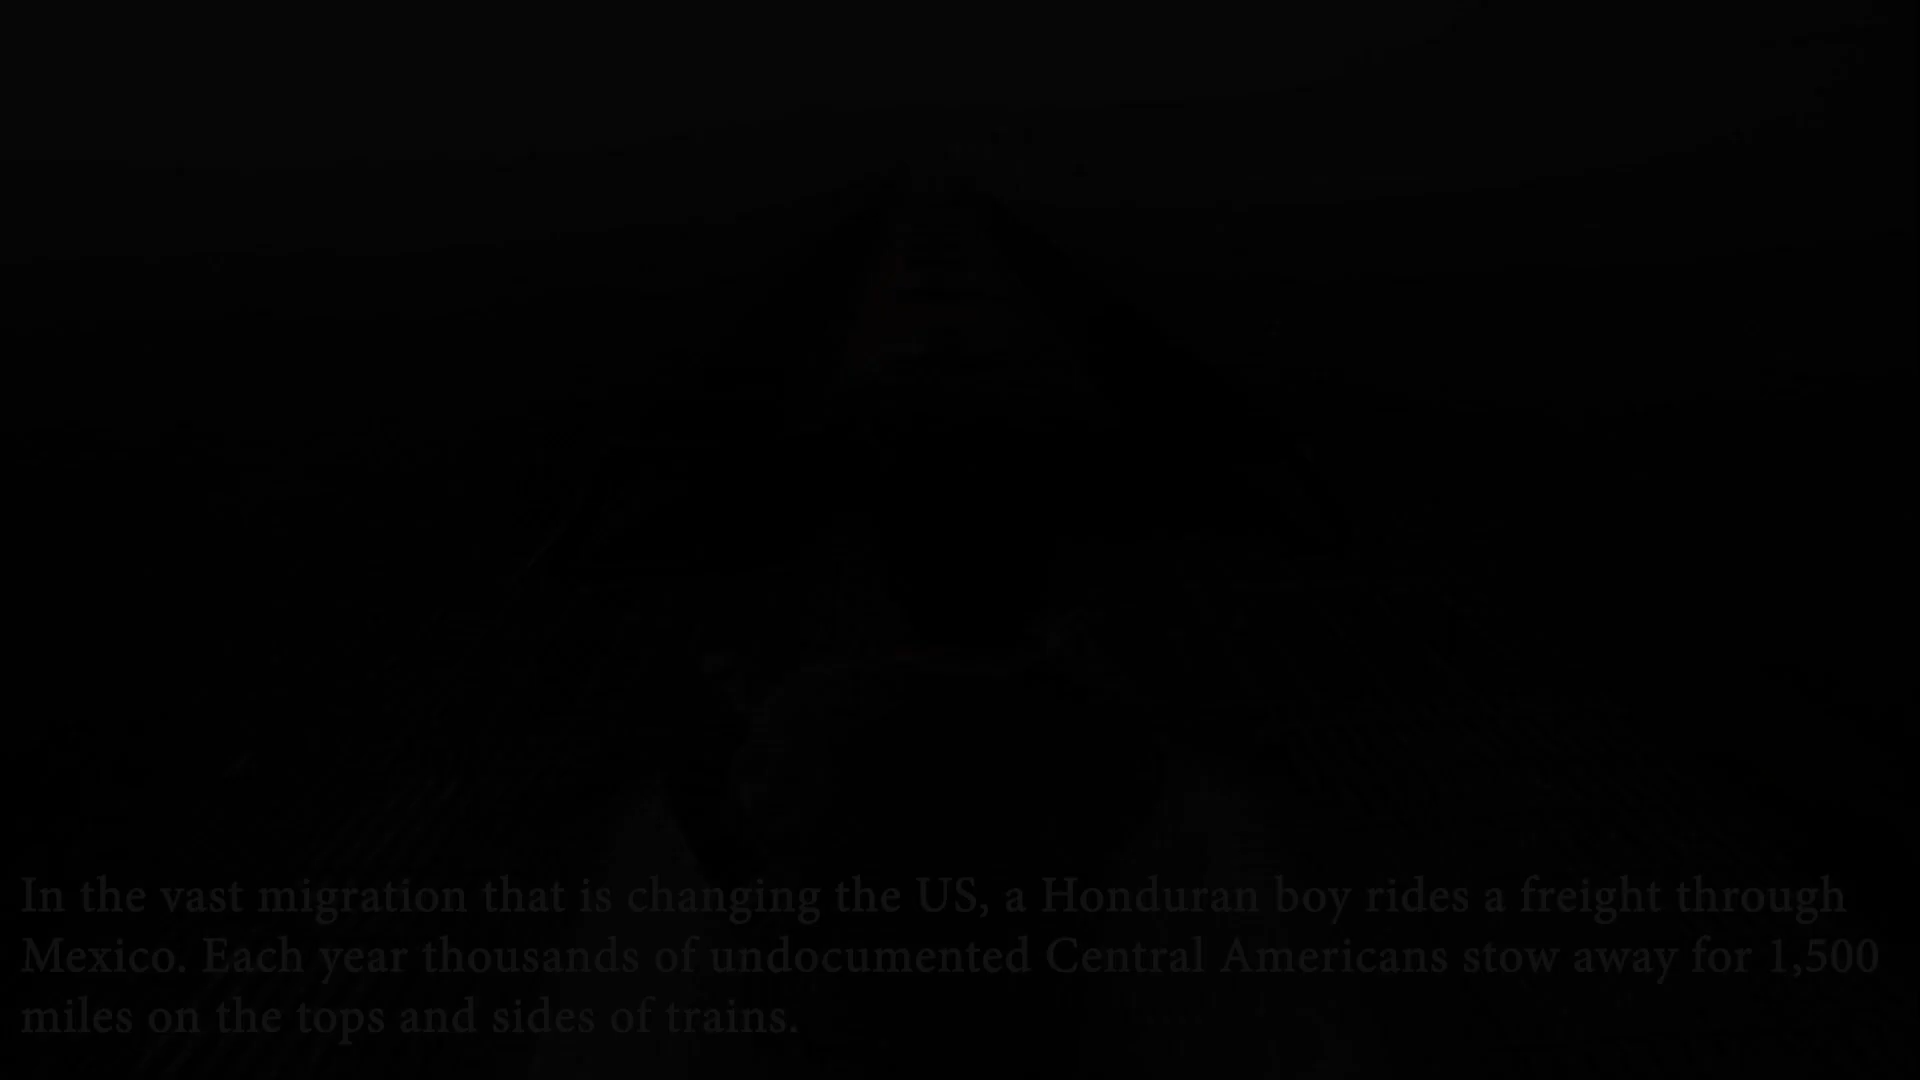 In the vast migration that is changing the US, a Honduran boy rides a freight through
Mexico. Each year thousands of undocumented Central Americans stow away for 1,500
miles on the tops and sides of trains.